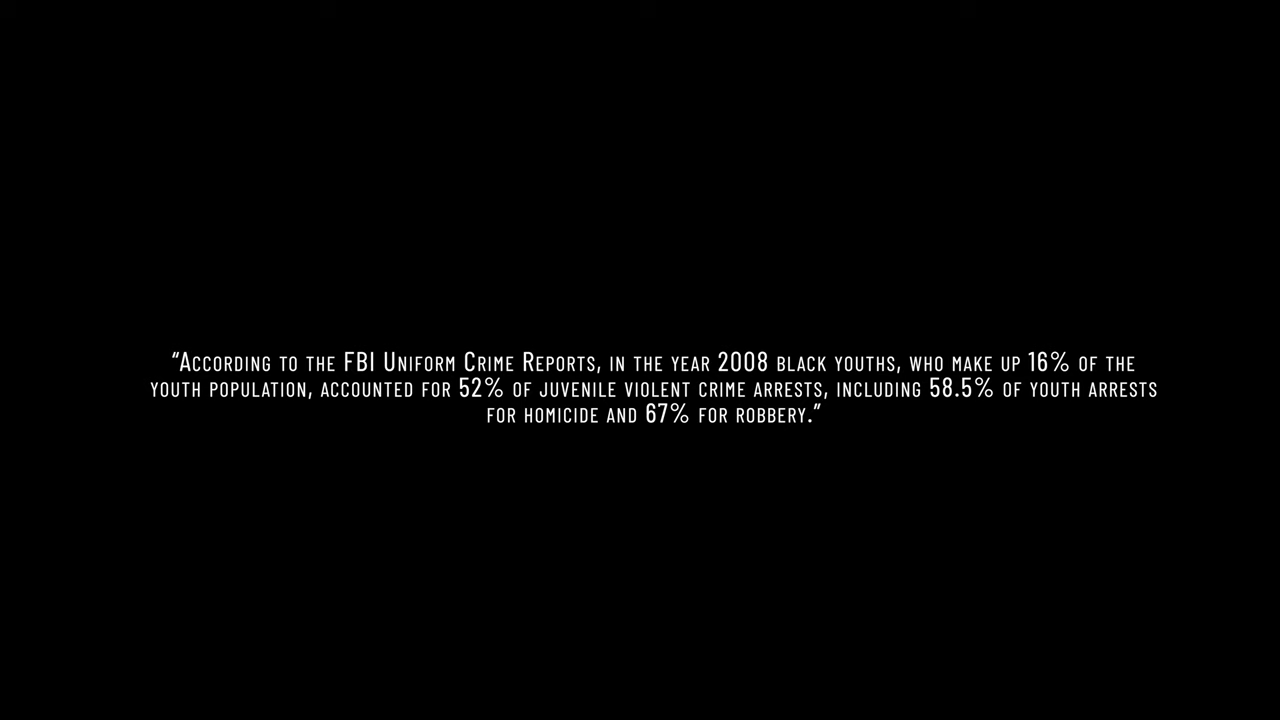 “According to the FBI Uniform Crime Reports, in the year 2008 black youths, who make up 16% of the
youth population, accounted for 52% of juvenile violent crime arrests, including 58.5% of youth arrests
for homicide and 67% for robbery.”